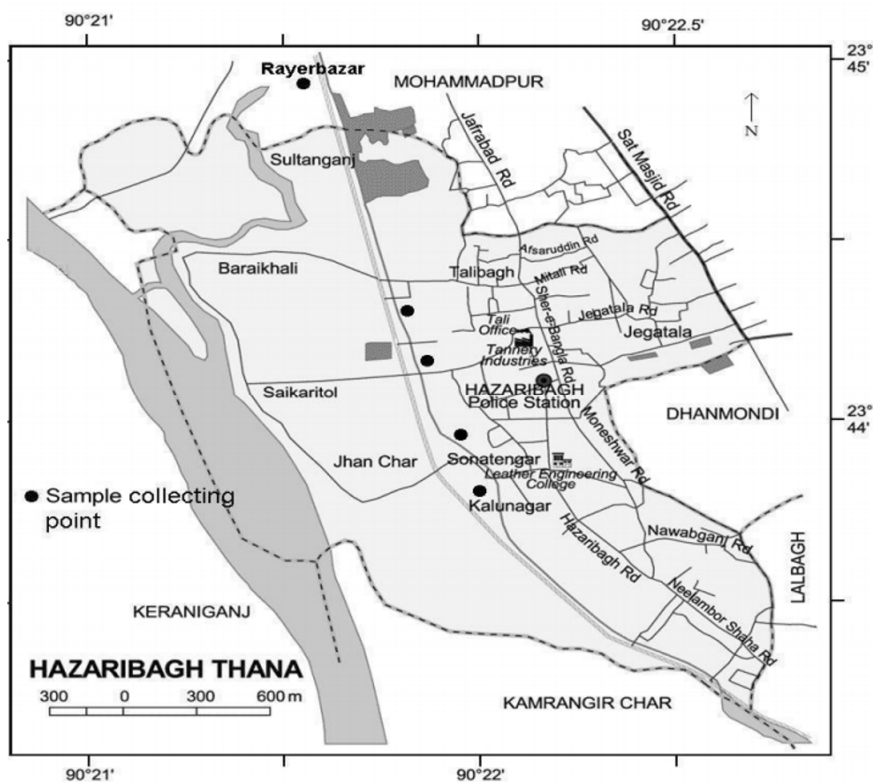 90°21'
90°22.5'
23°
45'
Rayerbazar
MOHAMMADPUR
N
Jafrabad Rd
Sat Masjid Rd
Sultanganj
Afsaruddin Rd
Baraikhali
Talibagh
Mitali Rd
Sher-e-Bangla Rd
Jegatala Rd
Tali
Office
Jegatala
Tannery
Industries
HAZARIBAGH
Police Station
Saikaritol
DHANMONDI
23°
44'
Moneshwar Rd
Jhan Char
Sonatengar
Leather Engineering
College
Sample collecting
point
Kalunagar
Hazaribagh Rd
Nawabganj Rd
LALBAGH
Neelambor Shaha Rd
KERANIGANJ
HAZARIBAGH THANA
300 0 300 600 m
KAMRANGIR CHAR
90°21'
90°22'